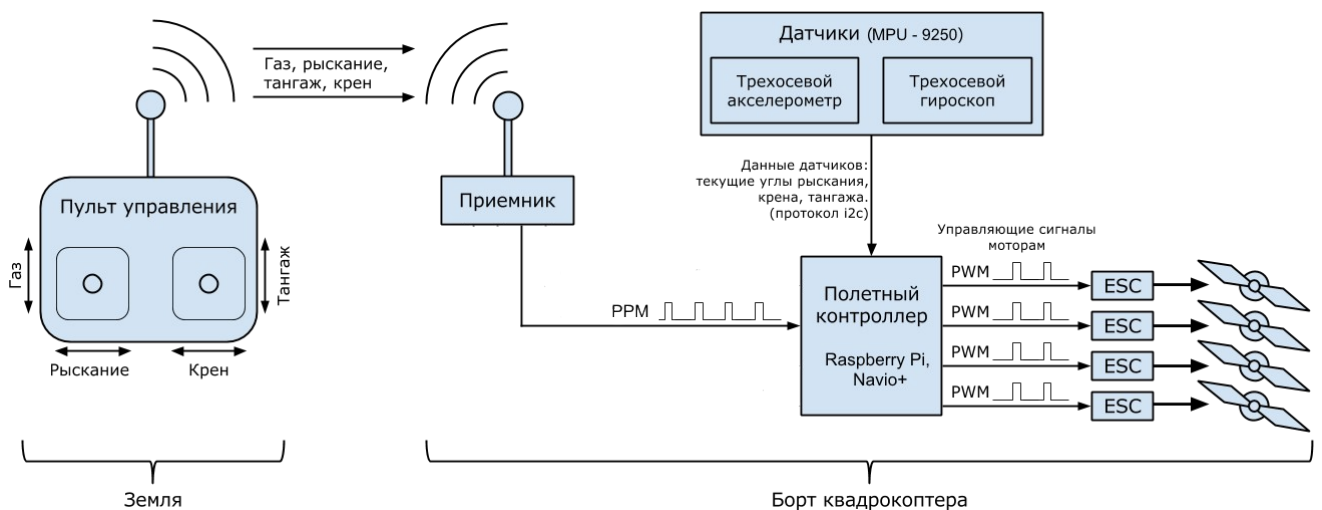 Газ, рыскание,
тангаж, крен
Датчики (MPU - 9250)
Трехосевой
акселерометр
Трехосевой
гироскоп
Пульт управления
Газ
Тангаж
Рыскание
Крен
Приемник
Данные датчиков:
текущие углы рыскания,
крена, тангажа.
(протокол i2c)
Управляющие сигналы
моторам
PPM
Полетный
контроллер
Raspberry Pi,
Navio+
PWM
ESC
PWM
ESC
PWM
ESC
PWM
ESC
Земля
Борт квадрокоптера